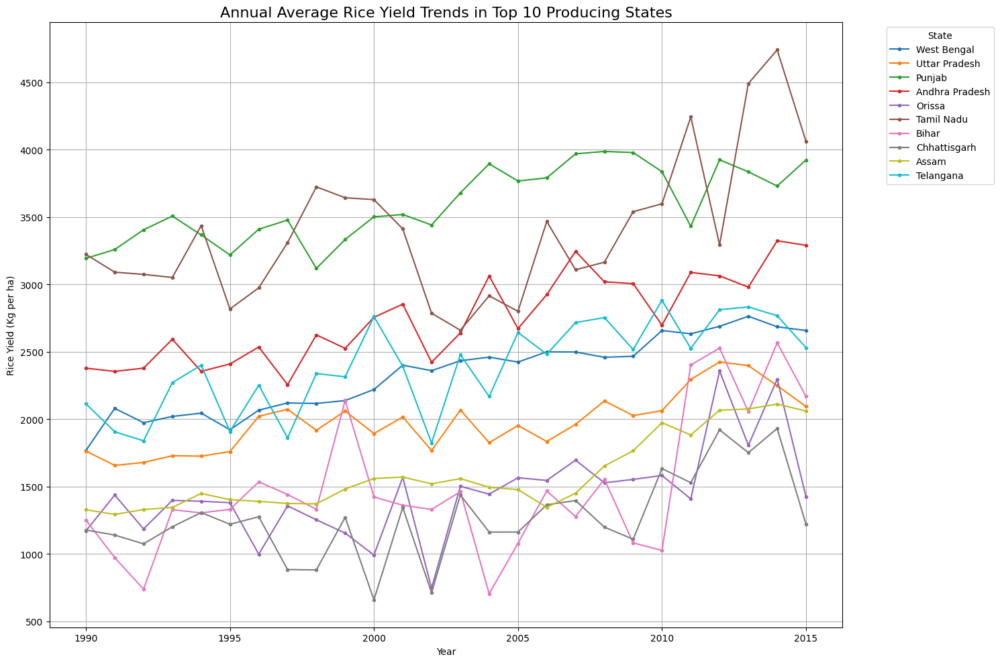 Annual Average Rice Yield Trends in Top 10 Producing States
State
West Bengal
Uttar Pradesh
Punjab
Andhra Pradesh
Orissa
Tamil Nadu
Bihar
Chhattisgarh
Assam
Telangana
Rice Yield (Kg per ha)
4500
4000
3500
3000
2500
2000
1500
1000
500
1990
1995
2000
2005
2010
2015
Year